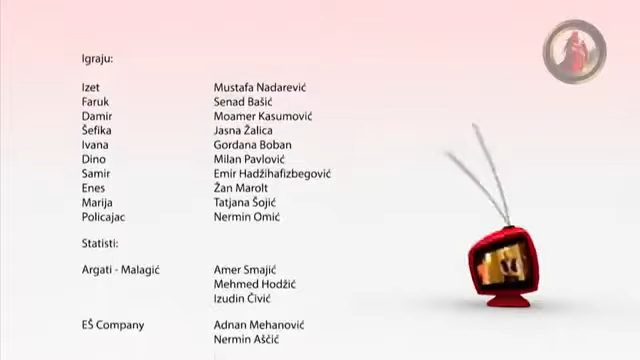 Igraju:
Izet Mustafa Nadarević
Faruk Senad Bašić
Damir Moamer Kasumović
Šefika Jasna Žalica
Ivana Gordana Boban
Dino Milan Pavlović
Samir Emir Hadžihafizbegović
Enes Žan Marolt
Marija Tatjana Šojić
Policajac Nermin Omić
Statisti:
Argati - Malagić Amer Smajić
Mehmed Hodžić
Izudin Čivić
EŠ Company Adnan Mehanović
Nermin Aščić